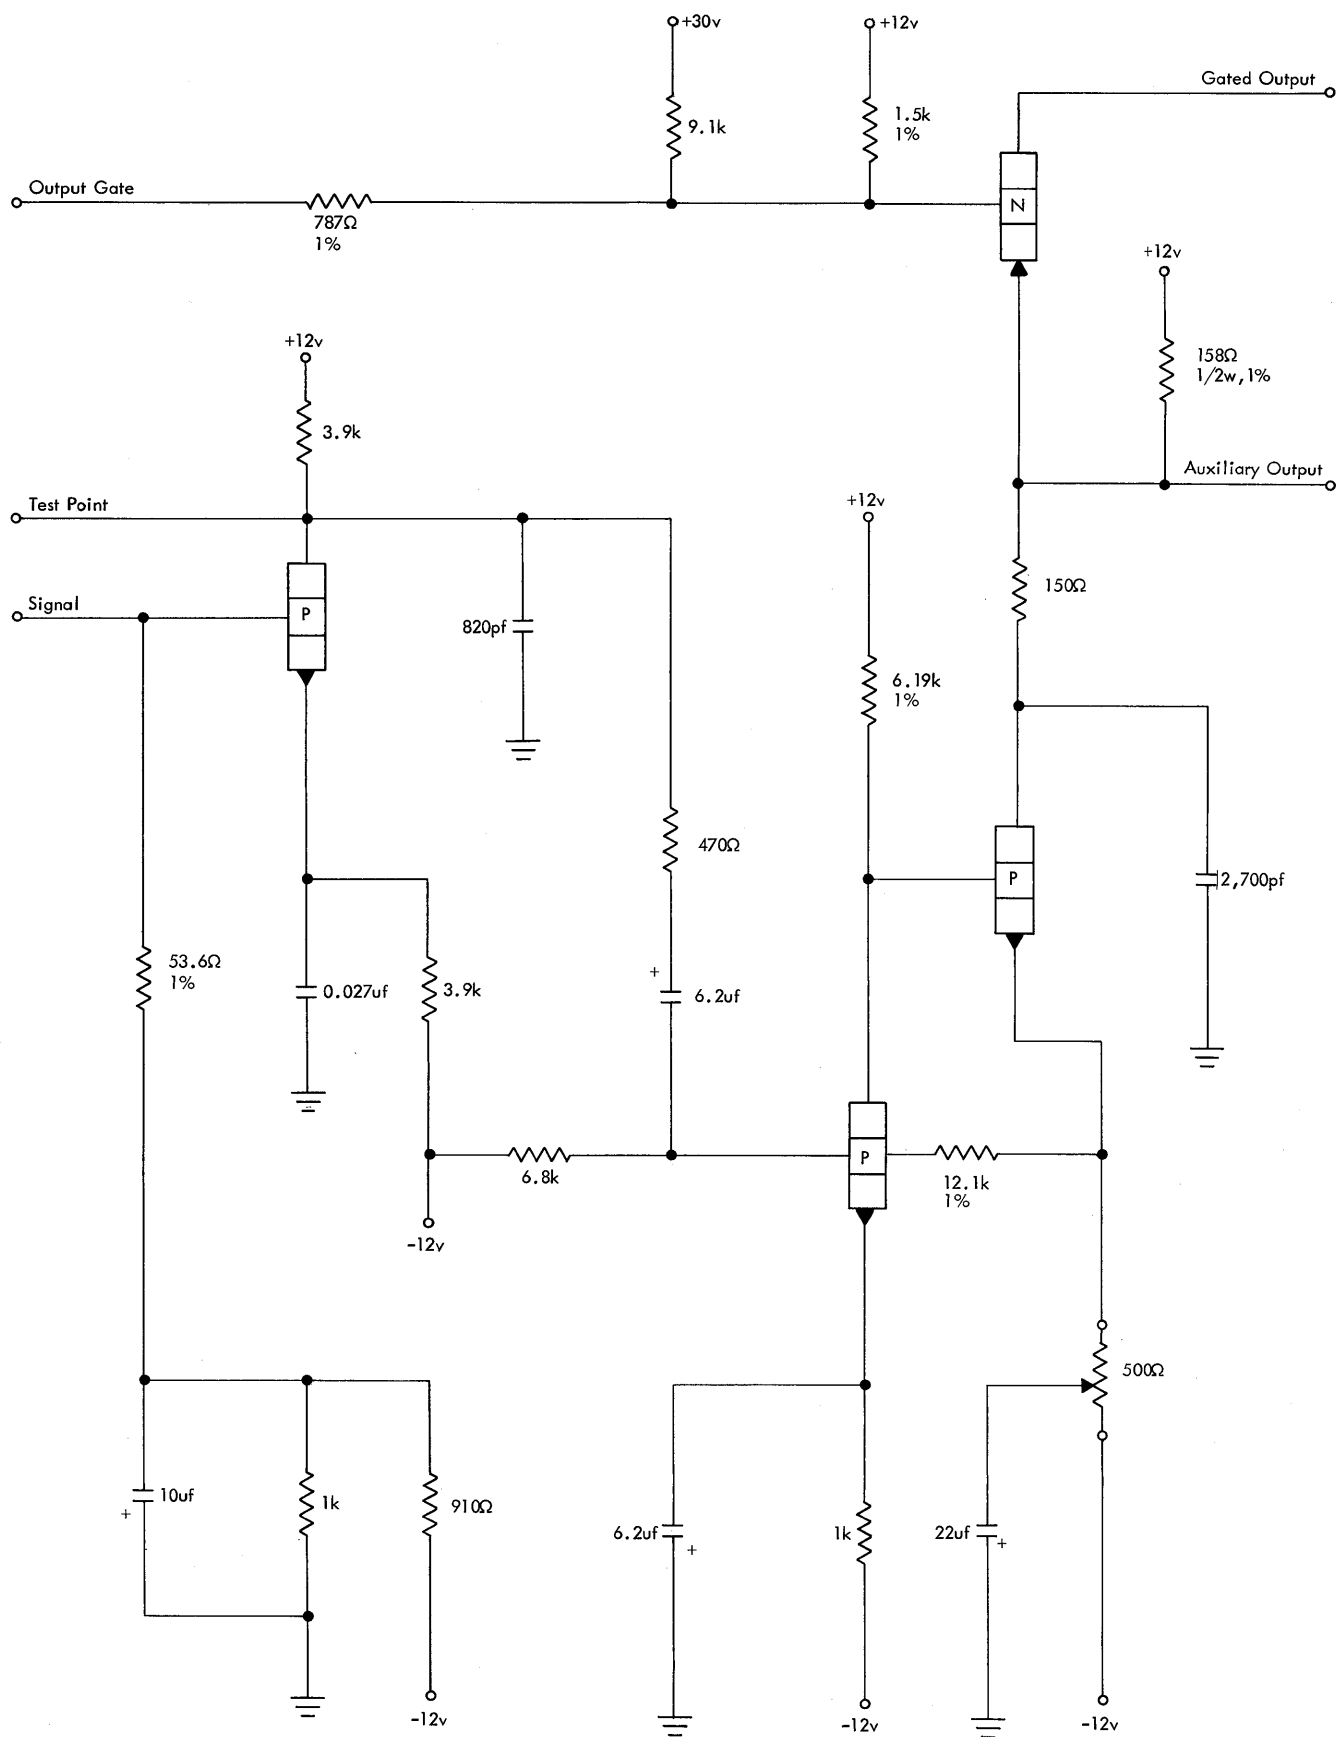 +30v
+12v
Gated Output
9.1k
1.5k
1%
Output Gate
787Ω
1%
N
+12v
158Ω
1/2w,1%
+12v
3.9k
Auxiliary Output
Test Point
+12v
150Ω
Signal
P
820pf
6.19k
1%
470Ω
P
2,700pf
53.6Ω
1%
0.027uf
3.9k
+
6.2uf
6.8k
P
12.1k
1%
-12v
500Ω
10uf
+
1k
910Ω
6.2uf
+
1k
22uf
+
-12v
-12v
-12v